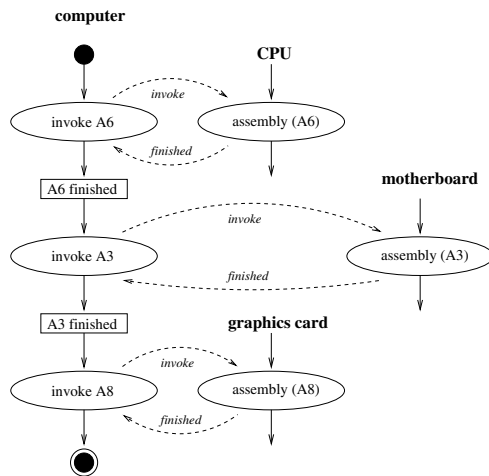 computer
CPU
invoke
invoke A6
assembly (A6)
finished
A6 finished
motherboard
invoke
invoke A3
assembly (A3)
finished
A3 finished
graphics card
invoke
invoke A8
assembly (A8)
finished